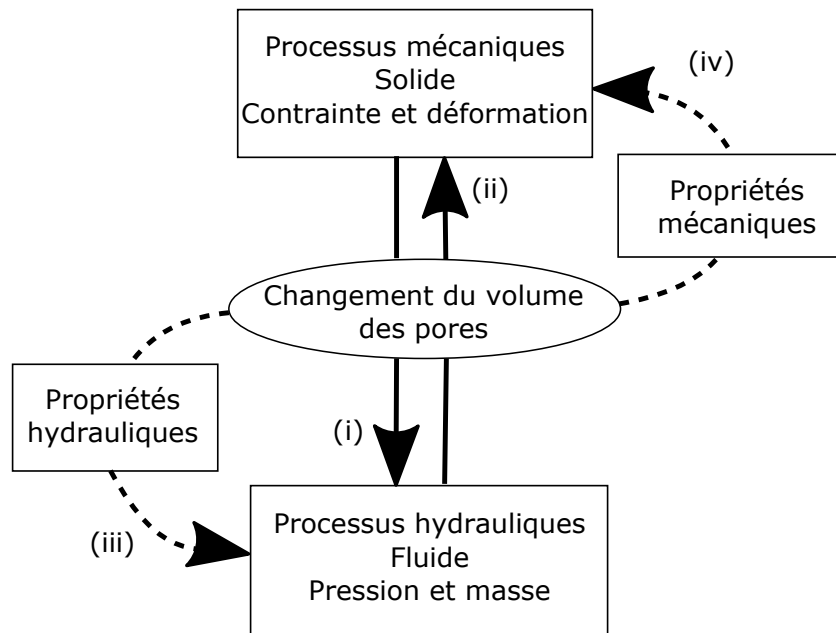 Processus mécaniques
Solide
Contrainte et déformation
(iv)
(ii)
Propriétés
mécaniques
Changement du volume
des pores
Propriétés
hydrauliques
(i)
(iii)
Processus hydrauliques
Fluide
Pression et masse